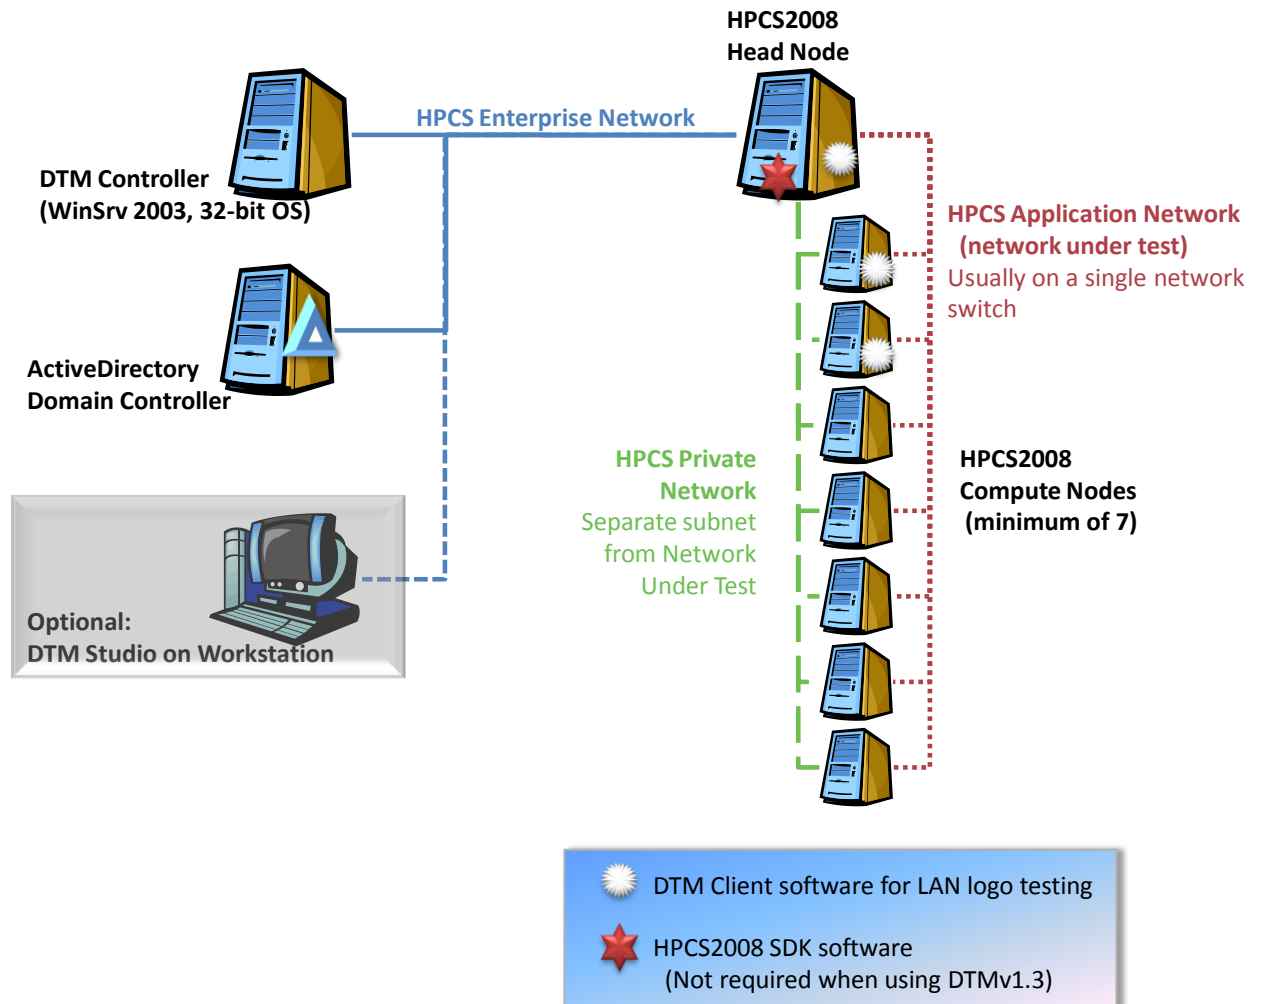 HPCS2008
Head Node
HPCS Enterprise Network
DTM Controller
(WinSrv 2003, 32-bit OS)
HPCS Application Network
(network under test)
Usually on a single network
switch
ActiveDirectory
Domain Controller
HPCS Private
Network
Separate subnet
from Network
Under Test
HPCS2008
Compute Nodes
(minimum of 7)
Optional:
DTM Studio on Workstation
DTM Client software for LAN logo testing
HPCS2008 SDK software
(Not required when using DTMv1.3)